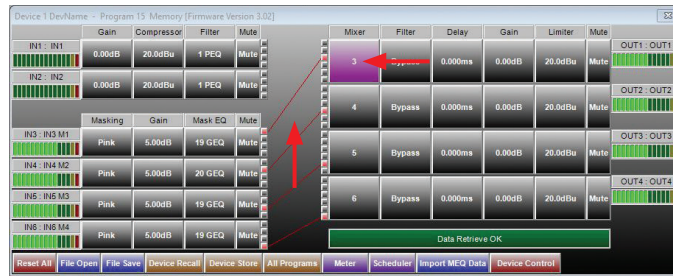 Device 1 DevName - Program 15 Memory [Firmware Version 3.02]
Gain Compressor Filter Mute
IN1 : IN1
0.00dB 20.0dBu 1 PEQ Mute
IN2 : IN2
0.00dB 20.0dBu 1 PEQ Mute
Masking Gain Mask EQ Mute
IN3 : IN3 M1
Pink 5.00dB 19 GEQ Mute
IN4 : IN4 M2
Pink 5.00dB 20 GEQ Mute
IN5 : IN5 M3
Pink 5.00dB 19 GEQ Mute
IN6 : IN6 M4
Pink 5.00dB 19 GEQ Mute
Mixer Filter Delay Gain Limiter Mute
OUT1 : OUT1
3 Bypass 0.000ms 0.00dB 20.0dBu Mute
OUT2 : OUT2
4 Bypass 0.000ms 0.00dB 20.0dBu Mute
OUT3 : OUT3
5 Bypass 0.000ms 0.00dB 20.0dBu Mute
OUT4 : OUT4
6 Bypass 0.000ms 0.00dB 20.0dBu Mute
Data Retrieve OK
Reset All File Open File Save Device Recall Device Store All Programs Meter Scheduler Import MEQ Data Device Control